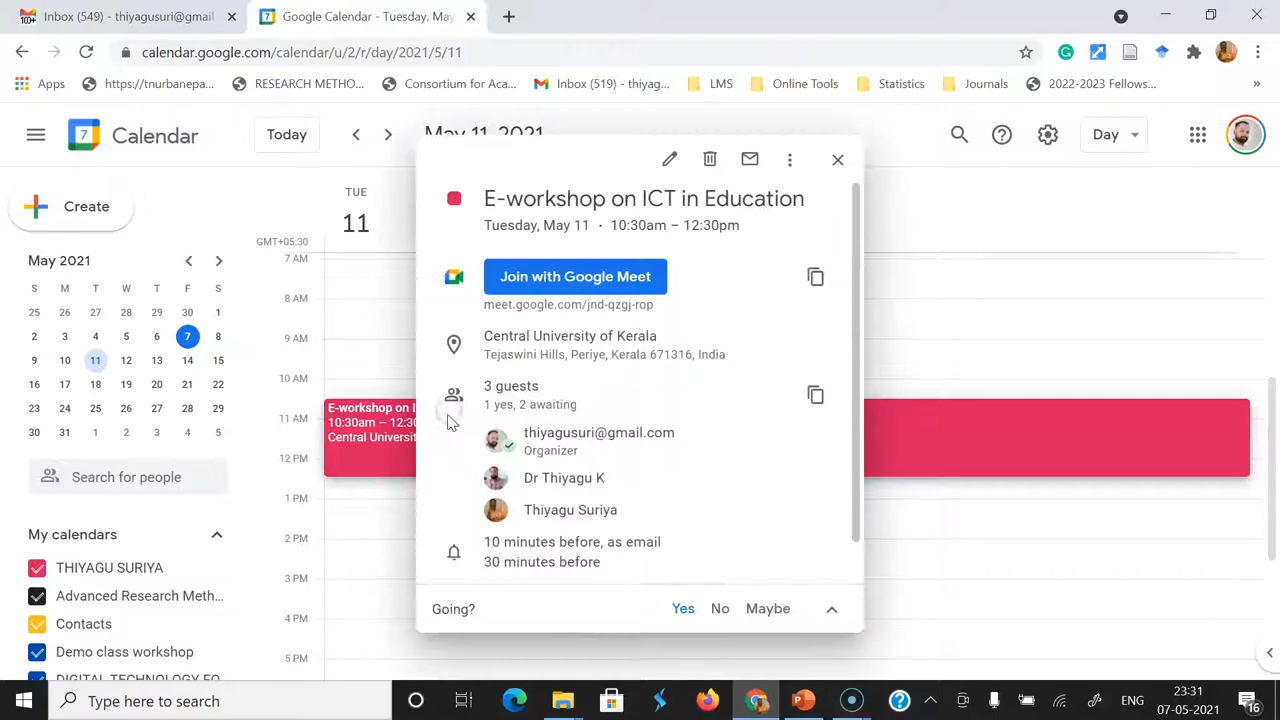 Inbox (549) - thiyagusuri@gmail
Google Calendar - Tuesday, May
calendar.google.com/calendar/u/2/r/day/2021/5/11
Apps
https://tnurbanepa...
RESEARCH METHO...
Consortium for Aca...
Inbox (519) - thiyag...
LMS
Online Tools
Statistics
Journals
2022-2023 Fellows...
»
7
Calendar
Today
May 11, 2021
Day
Create
TUE
11
GMT+05:30
May 2021
S M T W T F S
25 26 27 28 29 30 1
2 3 4 5 6 7 8
9 10 11 12 13 14 15
16 17 18 19 20 21 22
23 24 25 26 27 28 29
30 31 1 2 3 4 5
Search for people
My calendars
THIYAGU SURIYA
Advanced Research Meth...
Contacts
Demo class workshop
DIGITAL TECHNOLOGY FO
7 AM
8 AM
9 AM
10 AM
11 AM
12 PM
1 PM
2 PM
3 PM
4 PM
5 PM
E-workshop on I
10:30am – 12:30
Central Universit
E-workshop on ICT in Education
Tuesday, May 11 · 10:30am – 12:30pm
Join with Google Meet
meet.google.com/jnd-qzgj-rop
Central University of Kerala
Tejaswini Hills, Periye, Kerala 671316, India
3 guests
1 yes, 2 awaiting
thiyagusuri@gmail.com
Organizer
Dr Thiyagu K
Thiyagu Suriya
10 minutes before, as email
30 minutes before
Going?
Yes
No
Maybe
Type here to search
ENG
23:31
07-05-2021
16